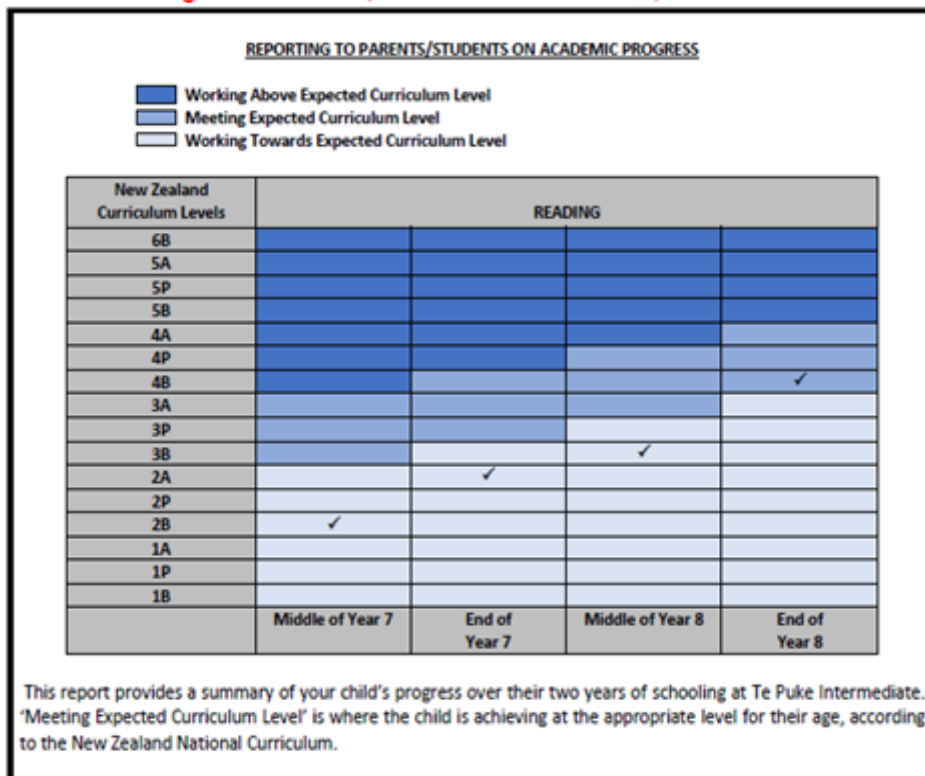 REPORTING TO PARENTS/STUDENTS ON ACADEMIC PROGRESS
Working Above Expected Curriculum Level
Meeting Expected Curriculum Level
Working Towards Expected Curriculum Level
New Zealand
Curriculum Levels
READING
6B
5A
5P
5B
4A
4P
4B ✓
3A
3P
3B ✓
2A ✓
2P
2B ✓
1A
1P
1B
Middle of Year 7
End of
Year 7
Middle of Year 8
End of
Year 8
This report provides a summary of your child's progress over their two years of schooling at Te Puke Intermediate.
‘Meeting Expected Curriculum Level’ is where the child is achieving at the appropriate level for their age, according
to the New Zealand National Curriculum.